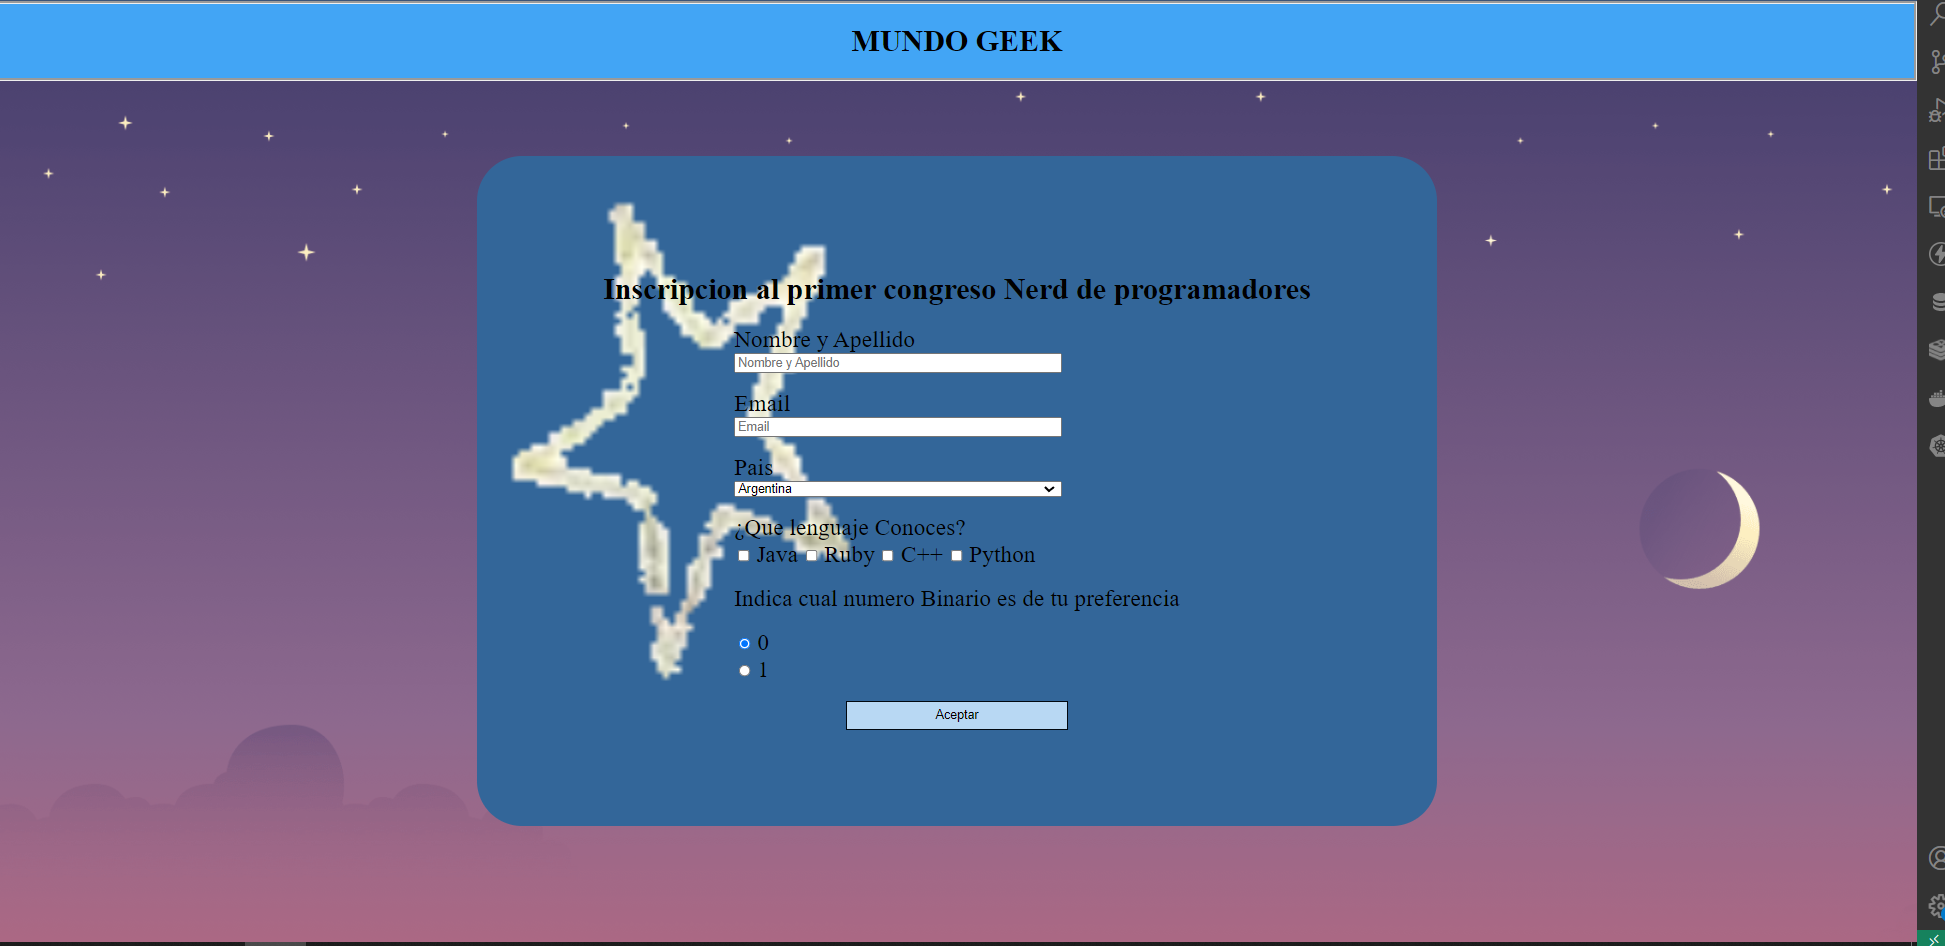 MUNDO GEEK
Inscripcion al primer congreso Nerd de programadores
Nombre y Apellido
Nombre y Apellido
Email
Email
Pais
Argentina
¿Que lenguaje Conoces?
Java Ruby C++ Python
Indica cual numero Binario es de tu preferencia
0
1
Aceptar